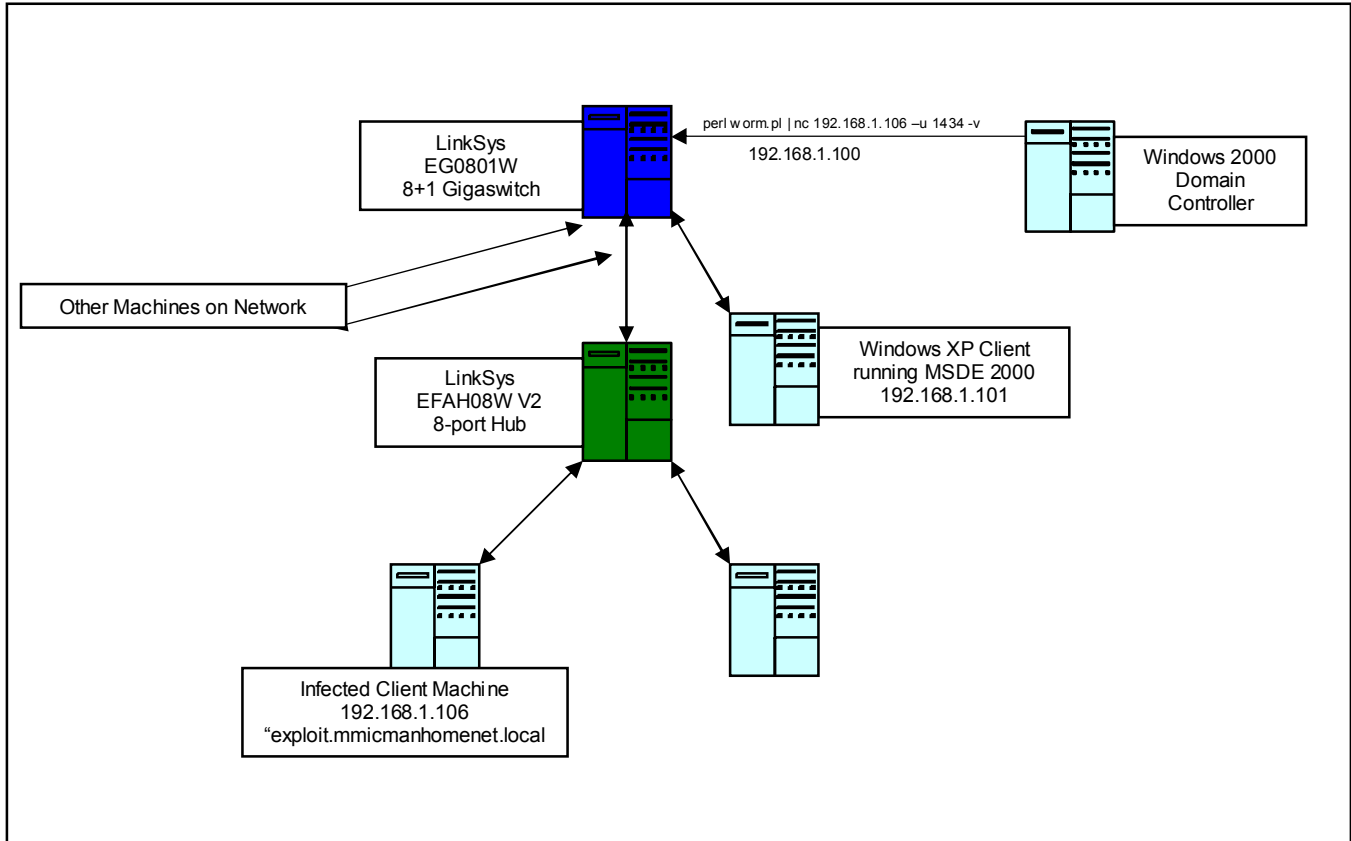 LinkSys
EG0801W
8+1 Gigaswitch
perl worm.pl | nc 192.168.1.106 –u 1434 -v
192.168.1.100
Windows 2000
Domain
Controller
Other Machines on Network
LinkSys
EFAH08W V2
8-port Hub
Windows XP Client
running MSDE 2000
192.168.1.101
Infected Client Machine
192.168.1.106
“exploit.mmicmanhomenet.local